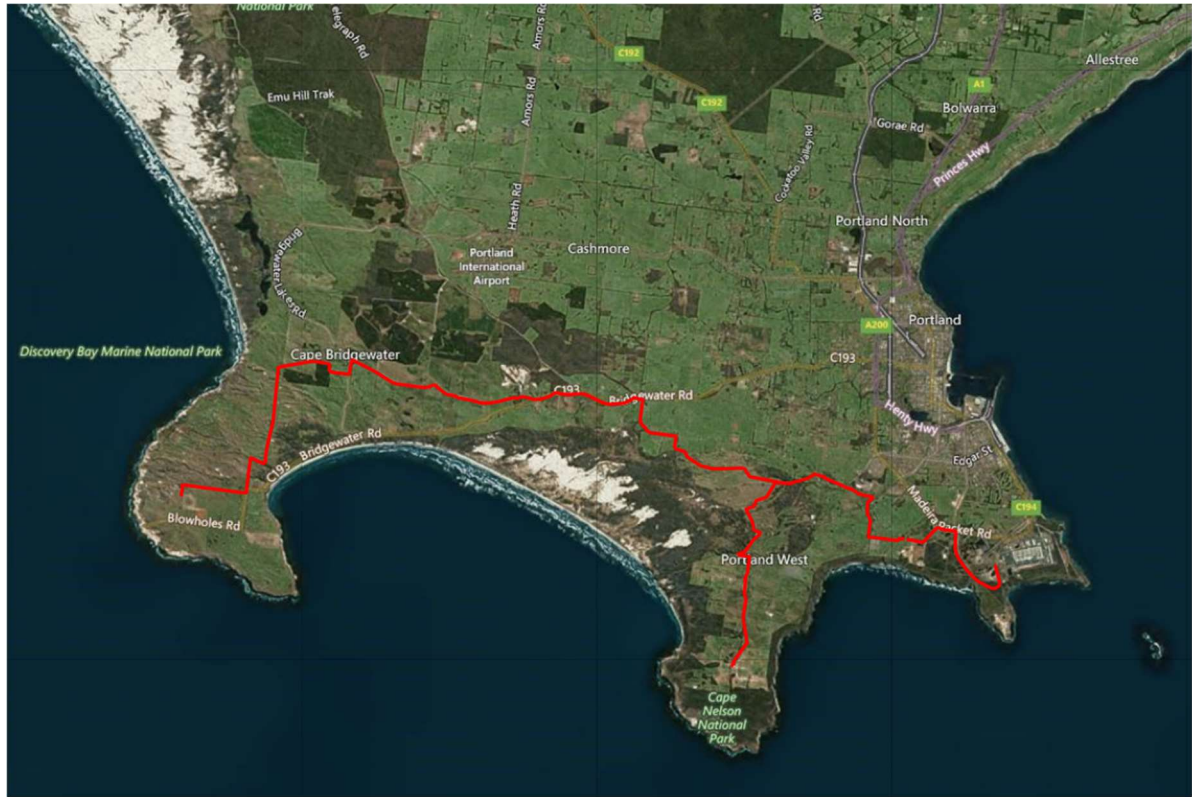 National Park
Telegraph Rd
Amors Rd
Rd
Allestree
C192
A1
Emu Hill Trak
Amors Rd
C192
Bolwarra
Gorae Rd
Cockatoo Valley Rd
Princes Hwy
Heath Rd
Portland North
Bridgewater Lakes Rd
Portland
International
Airport
Cashmore
A200
Portland
Discovery Bay Marine National Park
Cape Bridgewater
C193
C193
Bridgewater Rd
Henty Hwy
C193 Bridgewater Rd
Edgar St
Madeira Packet Rd
C194
Blowholes Rd
Portland West
Cape
Nelson
National
Park